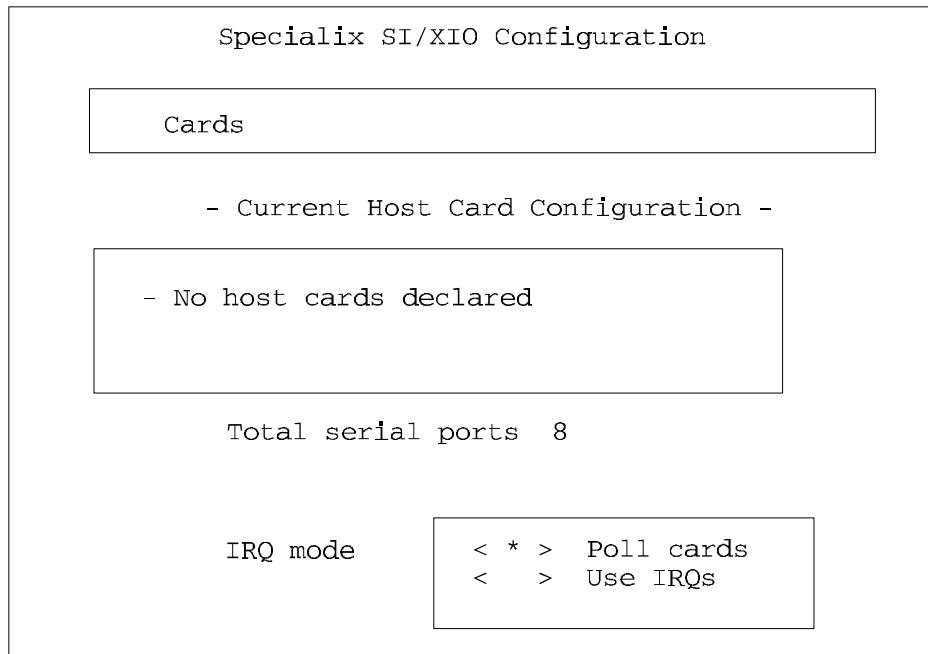 Specialix SI/XIO Configuration
Cards
- Current Host Card Configuration -
- No host cards declared
Total serial ports 8
IRQ mode < * > Poll cards
< > Use IRQs